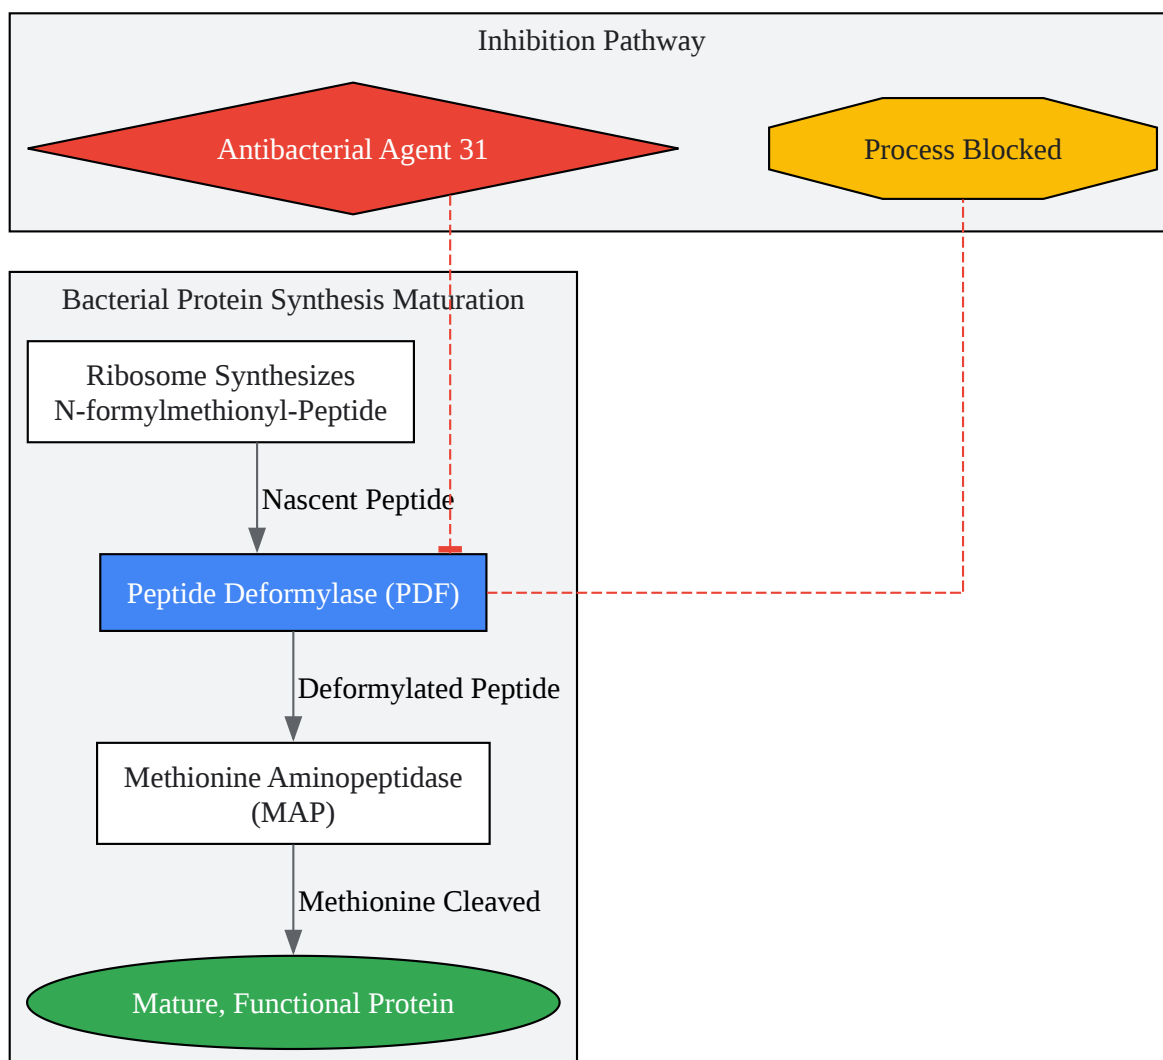 Inhibition Pathway
Antibacterial Agent 31
Process Blocked
Bacterial Protein Synthesis Maturation
Ribosome Synthesizes
N-formylmethionyl-Peptide
Nascent Peptide
Peptide Deformylase (PDF)
Deformylated Peptide
Methionine Aminopeptidase
(MAP)
Methionine Cleaved
Mature, Functional Protein